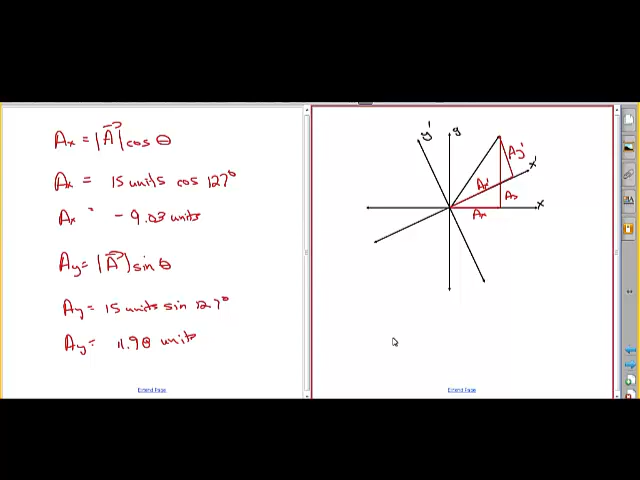 Ax = |A| cos θ
Ax = 15 units cos 127°
Ax = - 9.03 units
Ay = |A| sin θ
Ay = 15 units sin 127°
Ay = 11.98 units
Extend Page
y'
y
Ay'
x'
Ax'
x
Ax
Extend Page